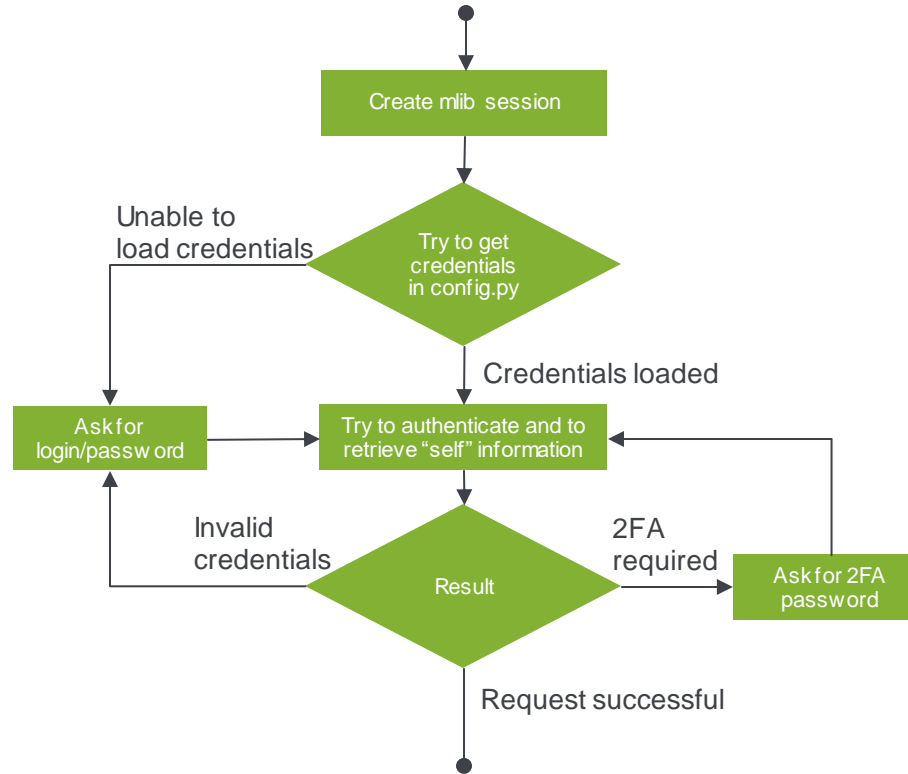 Create mlib session
Unable to
load credentials
Try to get
credentials
in config.py
Credentials loaded
Ask for
login/password
Try to authenticate and to
retrieve “self” information
Invalid
credentials
2FA
required
Result
Ask for 2FA
password
Request successful